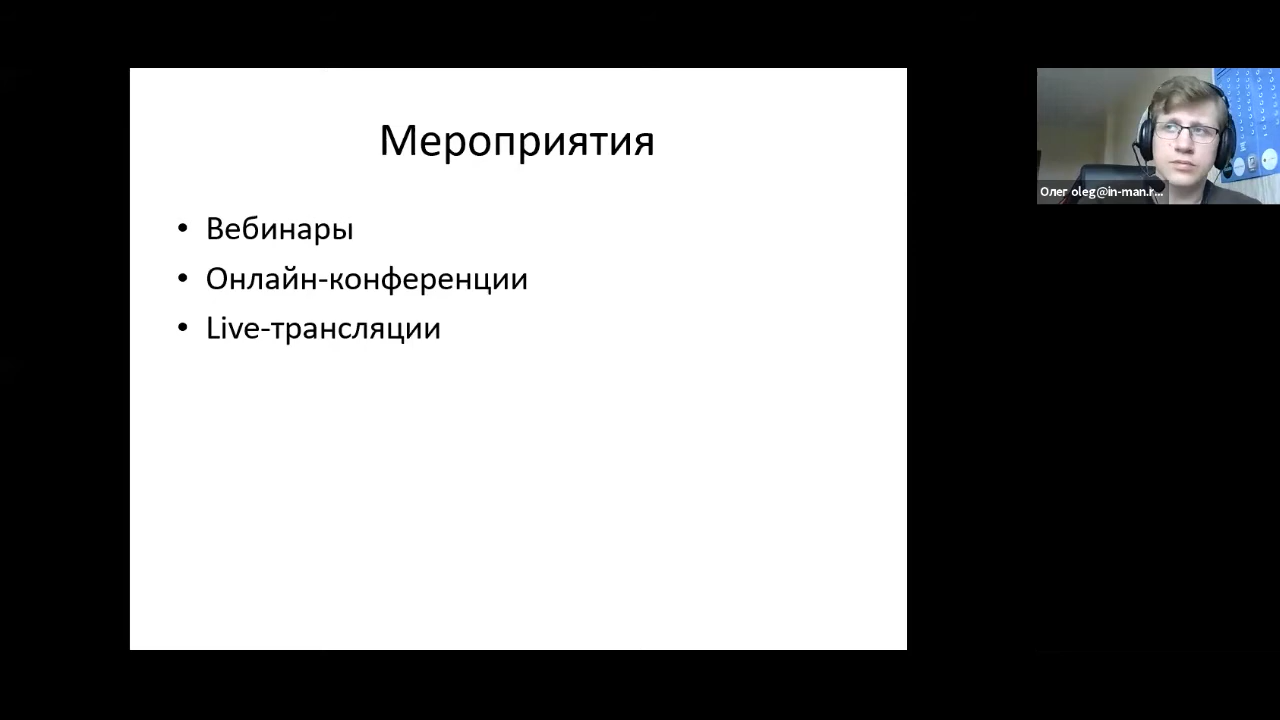 Мероприятия
• Вебинары
• Онлайн-конференции
• Live-трансляции
Олег oleg@in-man.r...